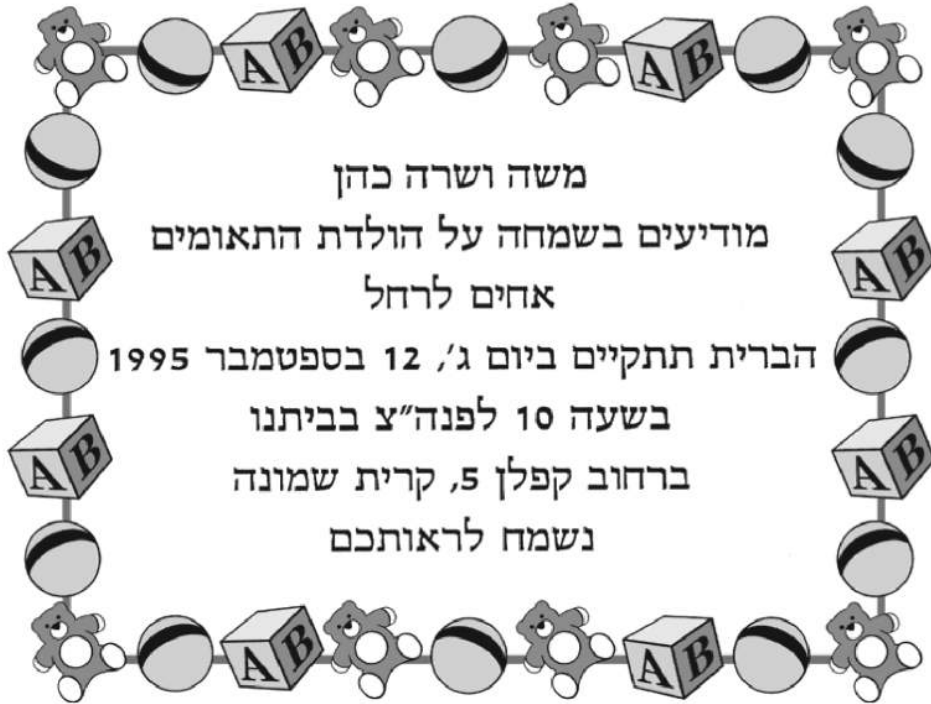 משה ושרה כהן
מודיעים בשמחה על הולדת התאומים
אחים לרחל
הברית תתקיים ביום ג', 12 בספטמבר 1995
בשעה 10 לפנה"צ בביתנו
ברחוב קפלן 5, קרית שמונה
נשמח לראותכם
A B
A B
A B
A B
A B
A B
A B
A B